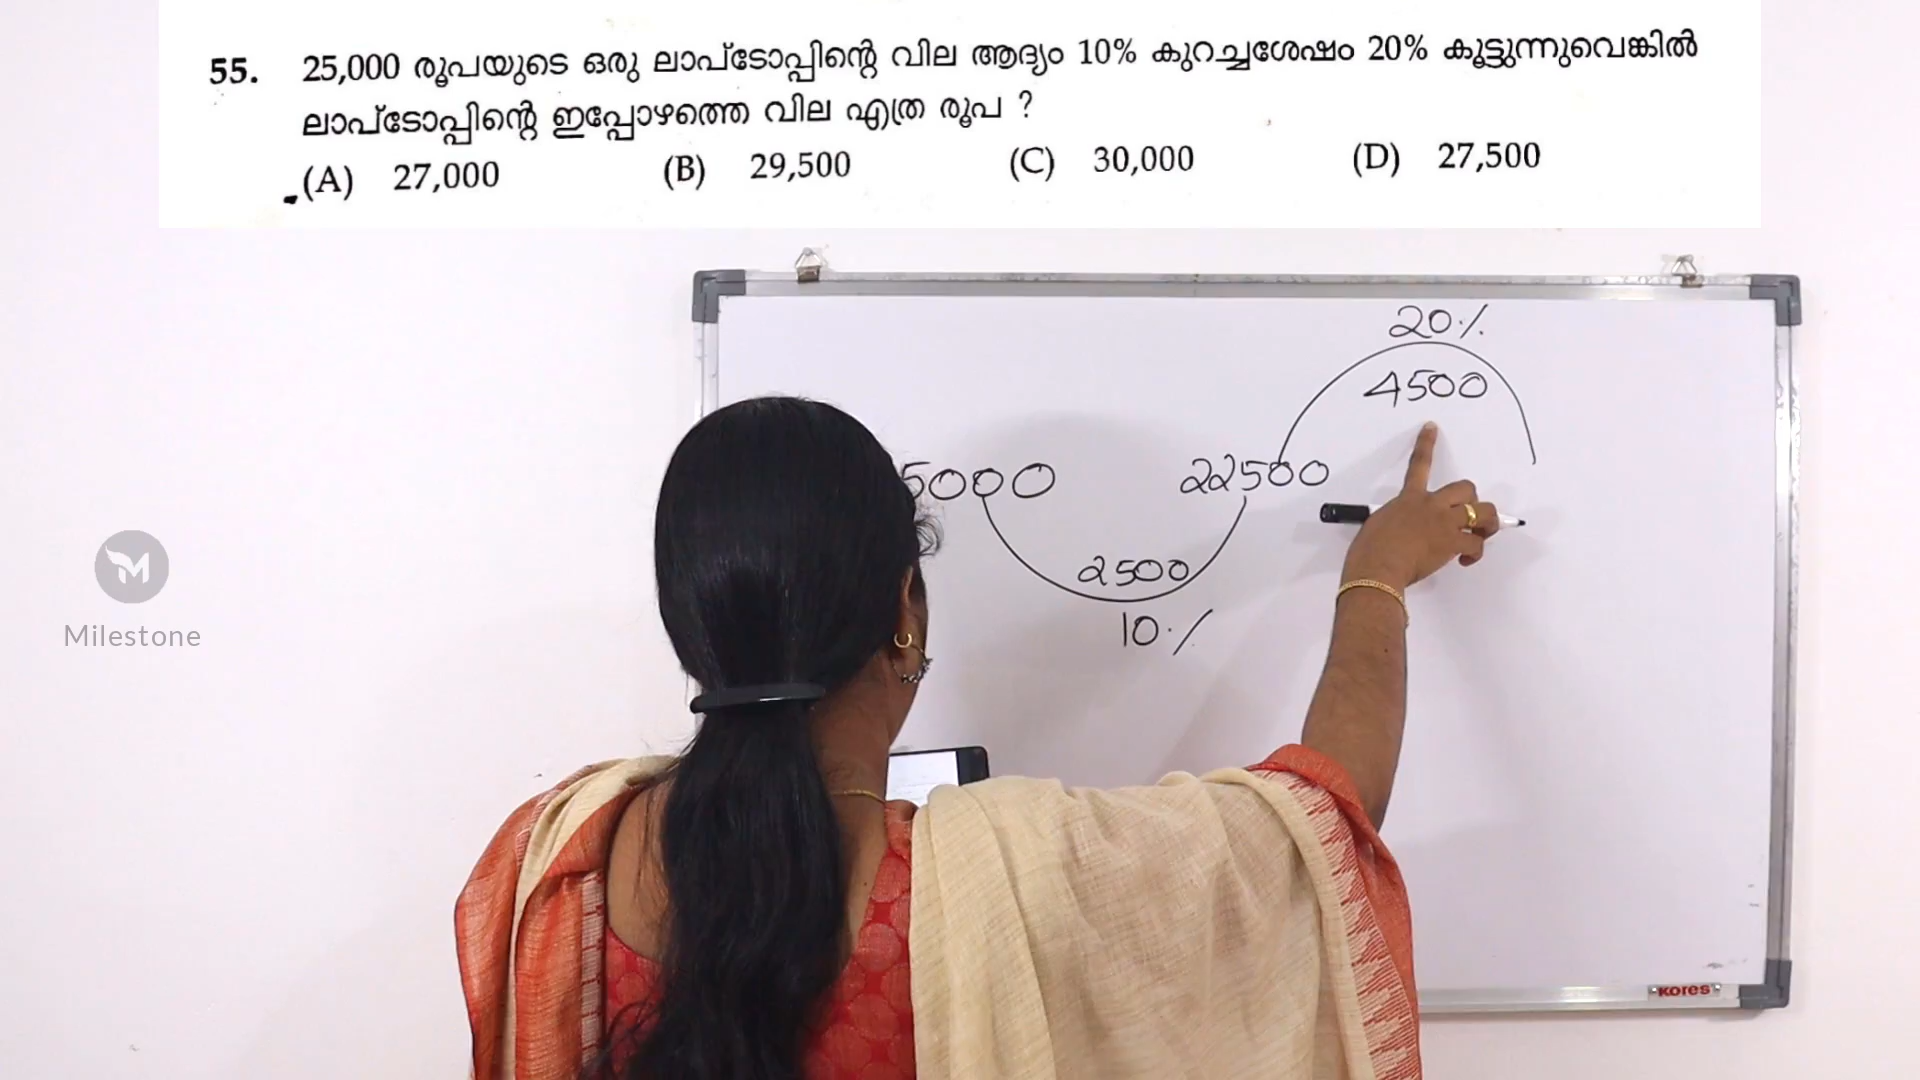 55. 25,000 രൂപയുടെ ഒരു ലാപ്ടോപ്പിന്റെ വില ആദ്യം 10% കുറച്ചശേഷം 20% കൂട്ടുന്നുവെങ്കിൽ
ലാപ്ടോപ്പിന്റെ ഇപ്പോഴത്തെ വില എത്ര രൂപ ?
(A) 27,000 (B) 29,500 (C) 30,000 (D) 27,500
20%
4500
5000 22500
2500
10%
Milestone
KOReS